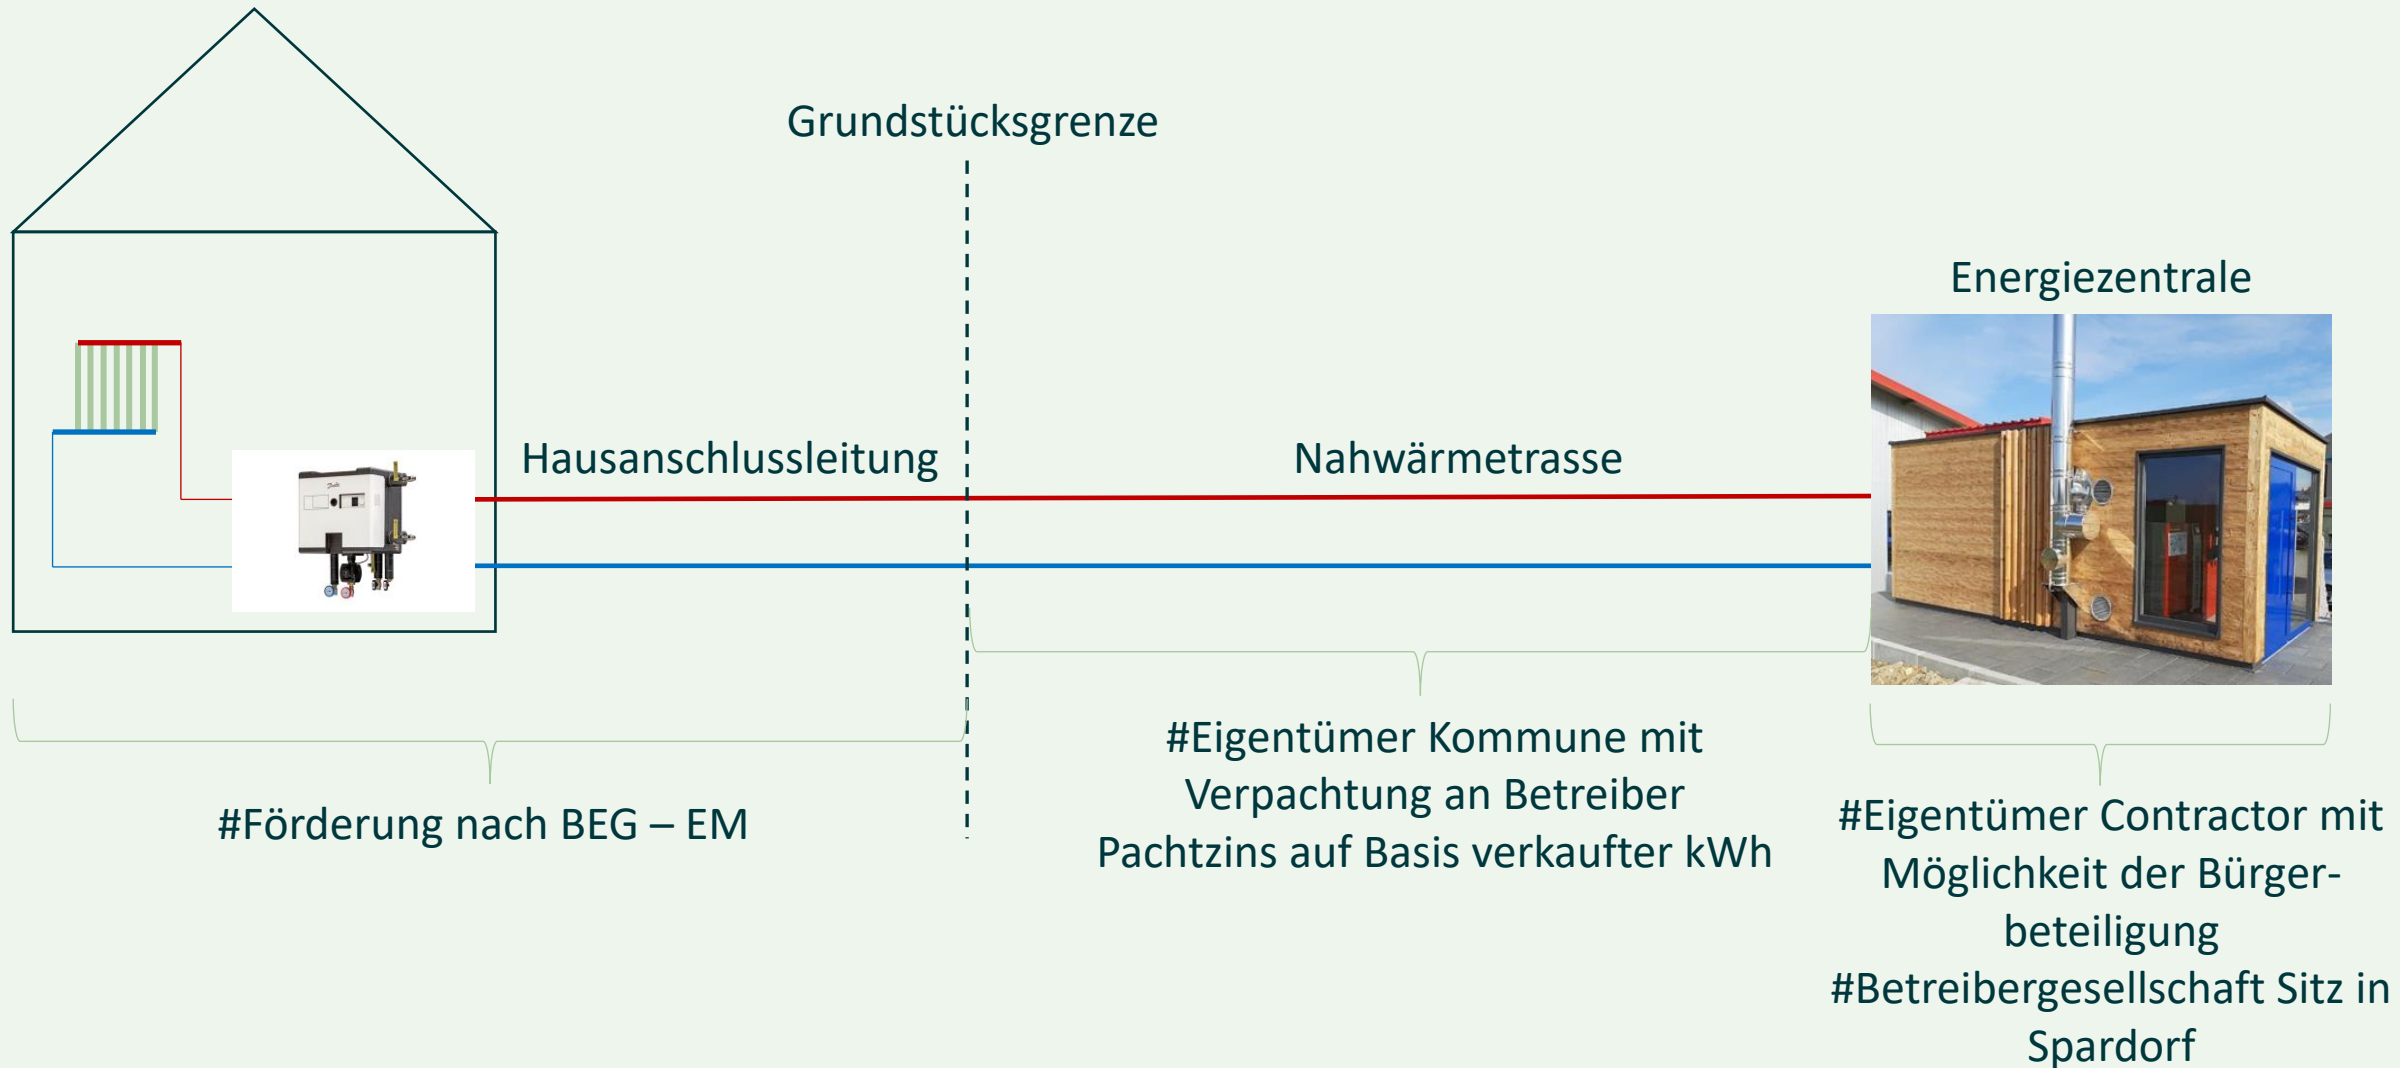 Grundstücksgrenze
Energiezentrale
Hausanschlussleitung
Nahwärmetrasse
Danfoss
#Förderung nach BEG – EM
#Eigentümer Kommune mit
Verpachtung an Betreiber
Pachtzins auf Basis verkaufter kWh
#Eigentümer Contractor mit
Möglichkeit der Bürger-
beteiligung
#Betreibergesellschaft Sitz in
Spardorf